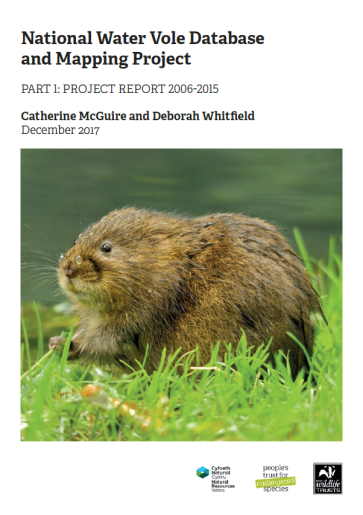 National Water Vole Database
and Mapping Project
PART 1: PROJECT REPORT 2006-2015
Catherine McGuire and Deborah Whitfield
December 2017
Cyfoeth
Naturiol
Cymru
Natural
Resources
Wales
people's
trust for
endangered
species
wildlife
TRUSTS